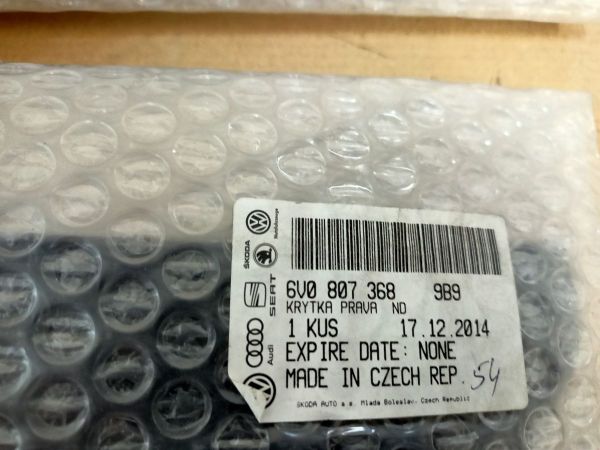 6V0 807 368 9B9
KRYTKA PRAVA ND
1 KUS 17.12.2014
EXPIRE DATE: NONE
MADE IN CZECH REP. 54
ŠKODA AUTO a.s. Mlada Boleslav, Czech Republic
Audi
SEAT
ŠKODA
Nutzfahrzeuge